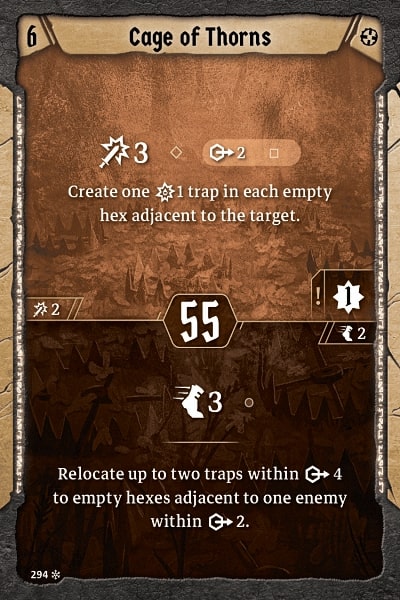 6 Cage of Thorns
3 2
Create one 1 trap in each empty
hex adjacent to the target.
2 55 ! 1
2
3
Relocate up to two traps within 4
to empty hexes adjacent to one enemy
within 2.
294